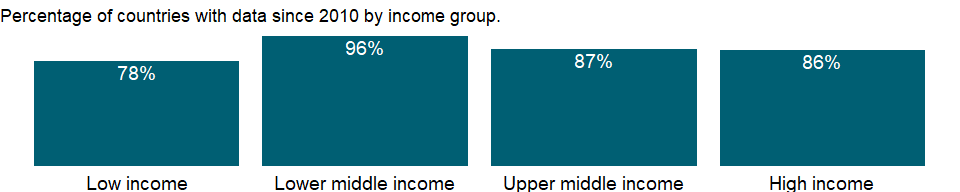 Percentage of countries with data since 2010 by income group.
78% 96% 87% 86%
Low income Lower middle income Upper middle income High income